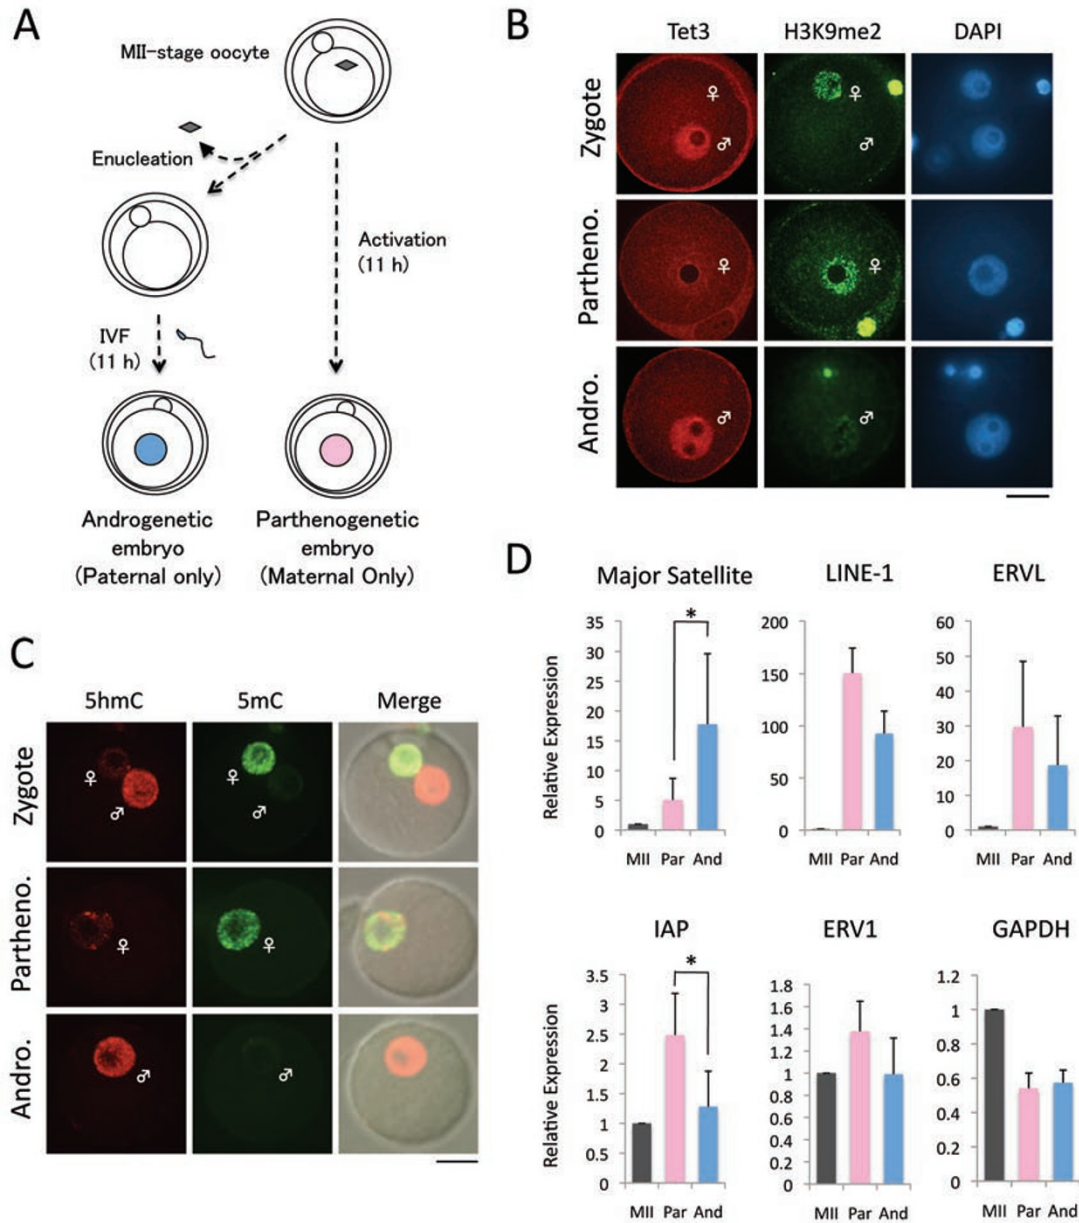 A
MII-stage oocyte
Enucleation
Activation
(11 h)
IVF
(11 h)
Androgenetic
embryo
(Paternal only)
Parthenogenetic
embryo
(Maternal Only)
B
Tet3 H3K9me2 DAPI
Zygote
♀ ♀
♂ ♂
Partheno.
♀ ♀
Andro.
♂ ♂
C
5hmC 5mC Merge
Zygote
♀ ♀
♂ ♂
Partheno.
♀ ♀
Andro.
♂ ♂
D
Major Satellite
Relative Expression
35
30
25
20
15
10
5
0
*
MII Par And
LINE-1
200
150
100
50
0
MII Par And
ERVL
60
50
40
30
20
10
0
MII Par And
IAP
Relative Expression
3.5
3
2.5
2
1.5
1
0.5
0
*
MII Par And
ERV1
1.8
1.6
1.4
1.2
1
0.8
0.6
0.4
0.2
0
MII Par And
GAPDH
1.2
1
0.8
0.6
0.4
0.2
0
MII Par And